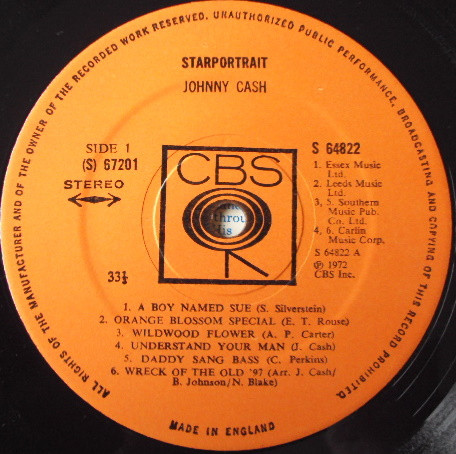 ALL RIGHTS OF THE MANUFACTURER AND OF THE OWNER OF THE RECORDED WORK RESERVED. UNAUTHORIZED PUBLIC PERFORMANCE, BROADCASTING AND COPYING OF THIS RECORD PROHIBITED.
STARPORTRAIT
JOHNNY CASH
SIDE 1
(S) 67201
STEREO
CBS
S 64822
1. Essex Music
Ltd.
2. Leeds Music
Ltd.
3, 5. Southern
Music Pub.
Co. Ltd.
4, 6. Carlin
Music Corp.
S 64822 A
℗ 1972
CBS Inc.
throu
his
33⅓
1. A BOY NAMED SUE (S. Silverstein)
2. ORANGE BLOSSOM SPECIAL (E. T. Rouse)
3. WILDWOOD FLOWER (A. P. Carter)
4. UNDERSTAND YOUR MAN (J. Cash)
5. DADDY SANG BASS (C. Perkins)
6. WRECK OF THE OLD '97 (Arr. J. Cash/
B. Johnson/N. Blake)
MADE IN ENGLAND